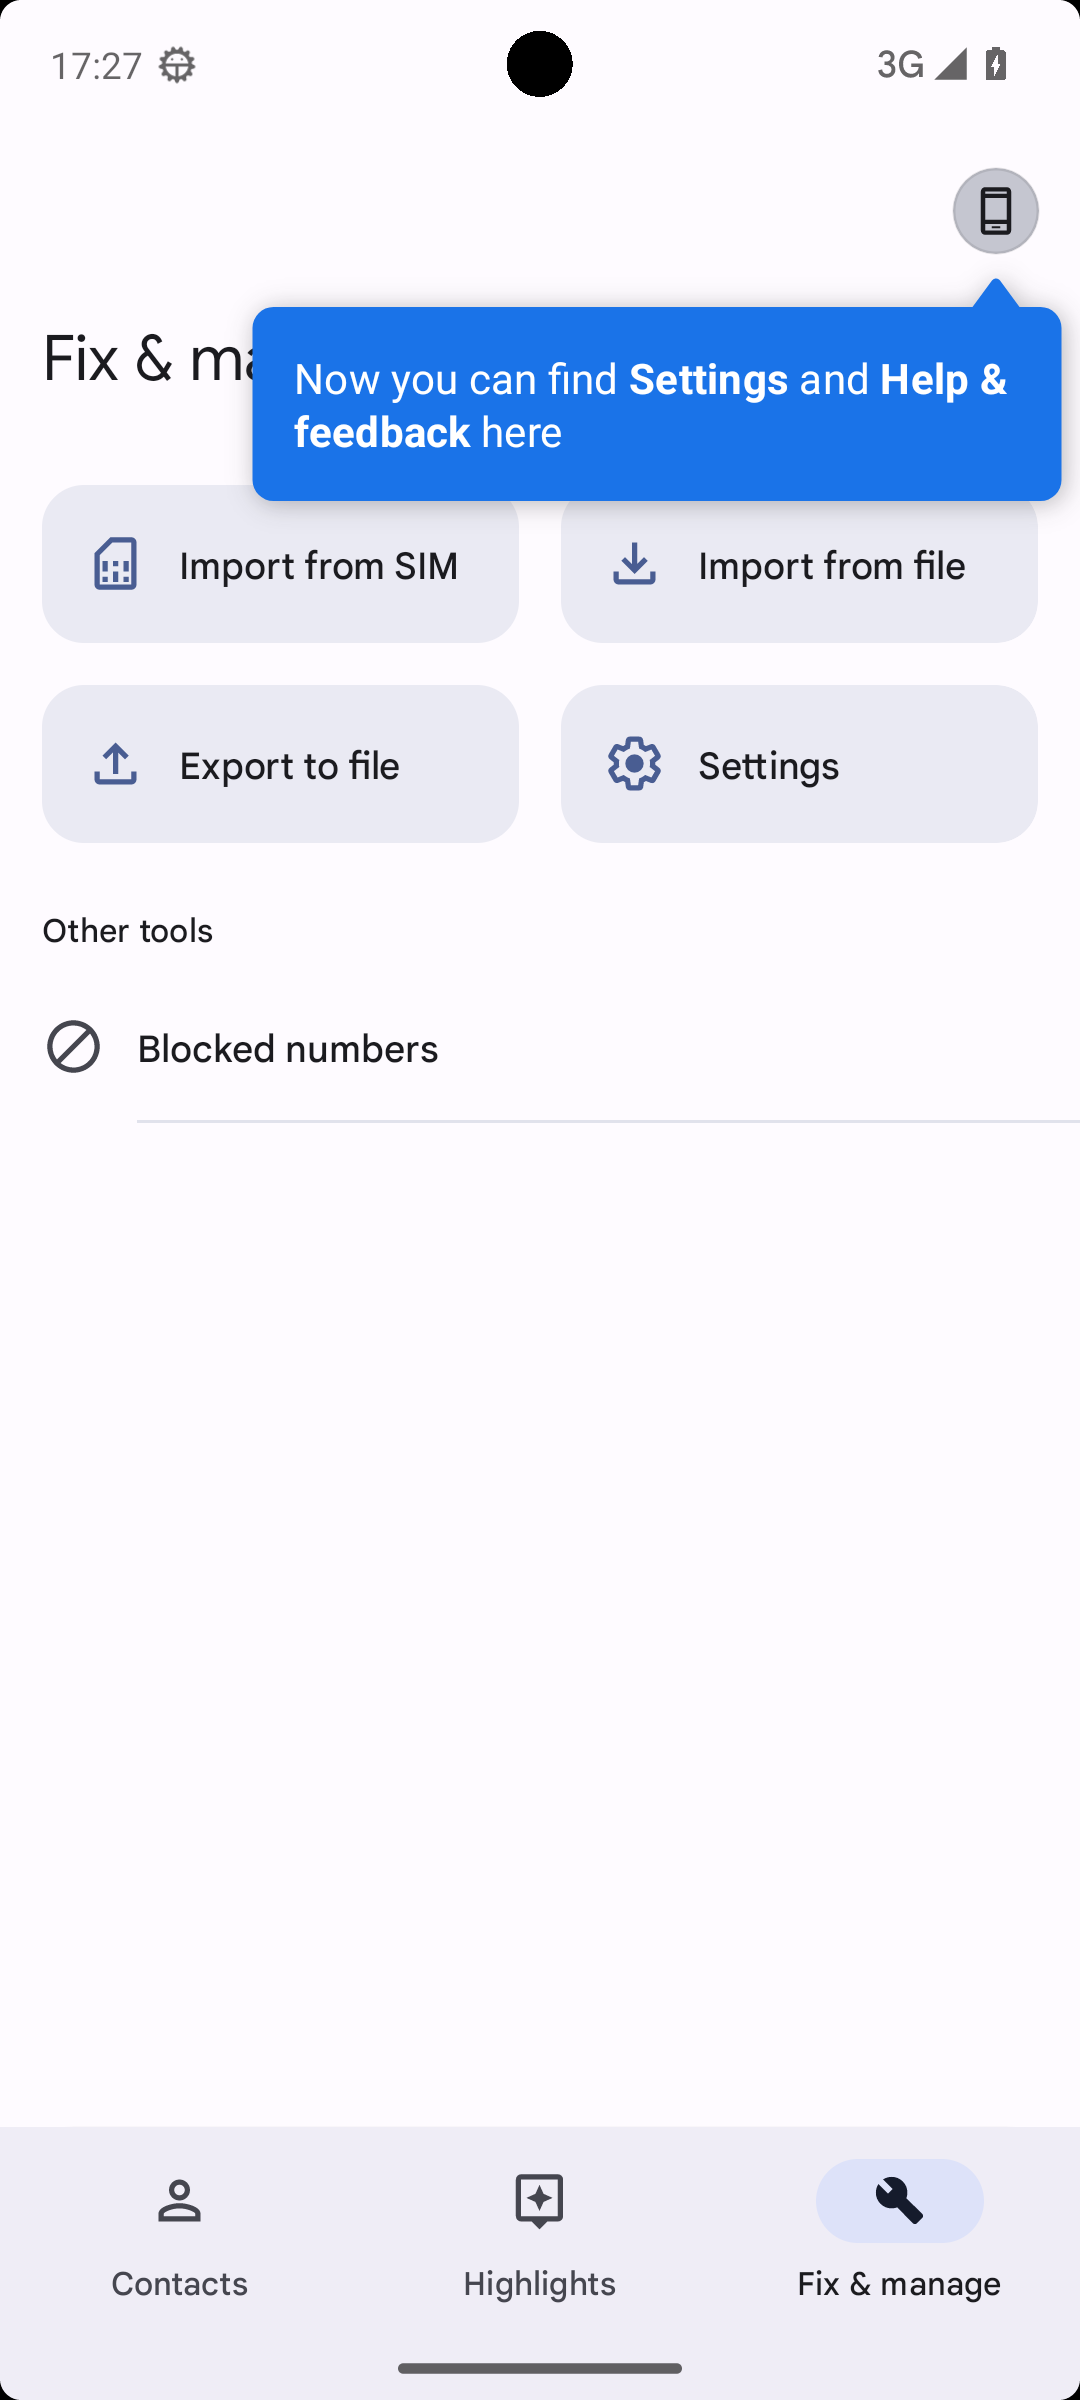 17:27
3G
Fix & ma
Now you can find Settings and Help &
feedback here
Import from SIM
Import from file
Export to file
Settings
Other tools
Blocked numbers
Contacts
Highlights
Fix & manage